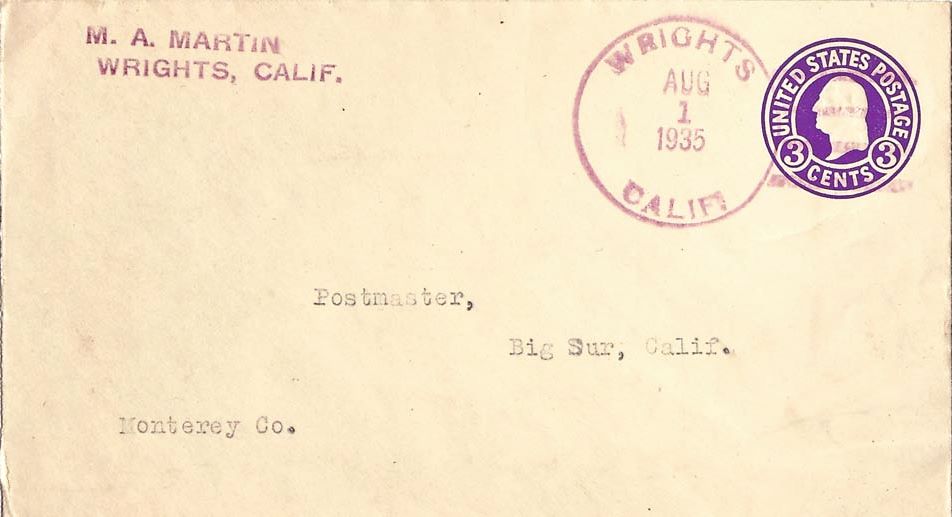 M. A. MARTIN
WRIGHTS, CALIF.
WRIGHTS
AUG
1
1935
CALIF.
UNITED STATES POSTAGE
3 CENTS 3
Postmaster,
Big Sur, Calif.
Monterey Co.